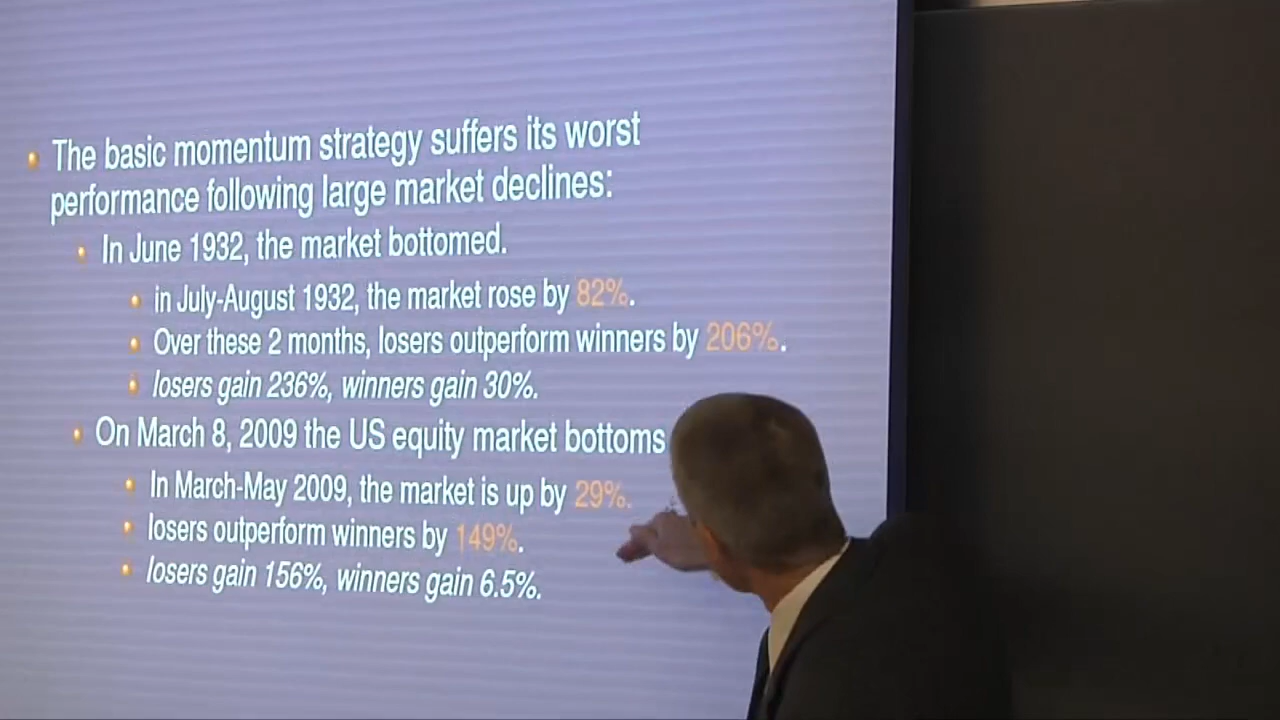 The basic momentum strategy suffers its worst
performance following large market declines:
In June 1932, the market bottomed.
in July-August 1932, the market rose by 82%.
Over these 2 months, losers outperform winners by 206%.
losers gain 236%, winners gain 30%.
On March 8, 2009 the US equity market bottoms
In March-May 2009, the market is up by 29%.
losers outperform winners by 149%.
losers gain 156%, winners gain 6.5%.